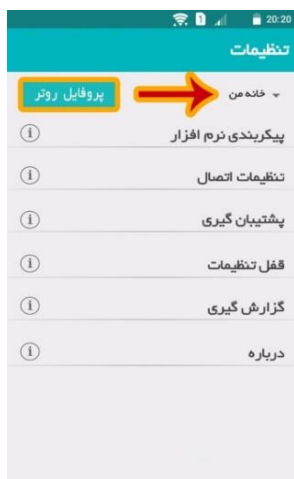 20:20
تنظیمات
خانه من
پروفایل روتر
پیکربندی نرم افزار
تنظیمات اتصال
پشتیبان گیری
قفل تنظیمات
گزارش گیری
درباره